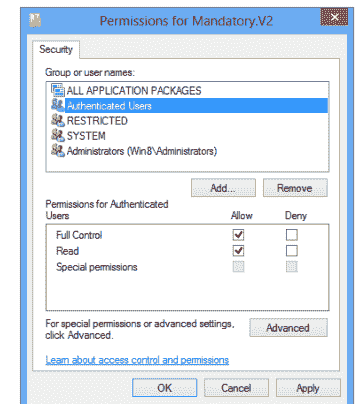 Permissions for Mandatory.V2
Security
Group or user names:
ALL APPLICATION PACKAGES
Authenticated Users
RESTRICTED
SYSTEM
Administrators (Win8\Administrators)
Add... Remove
Permissions for Authenticated
Users Allow Deny
Full Control
Read
Special permissions
For special permissions or advanced settings,
click Advanced.
Advanced
Learn about access control and permissions
OK Cancel Apply